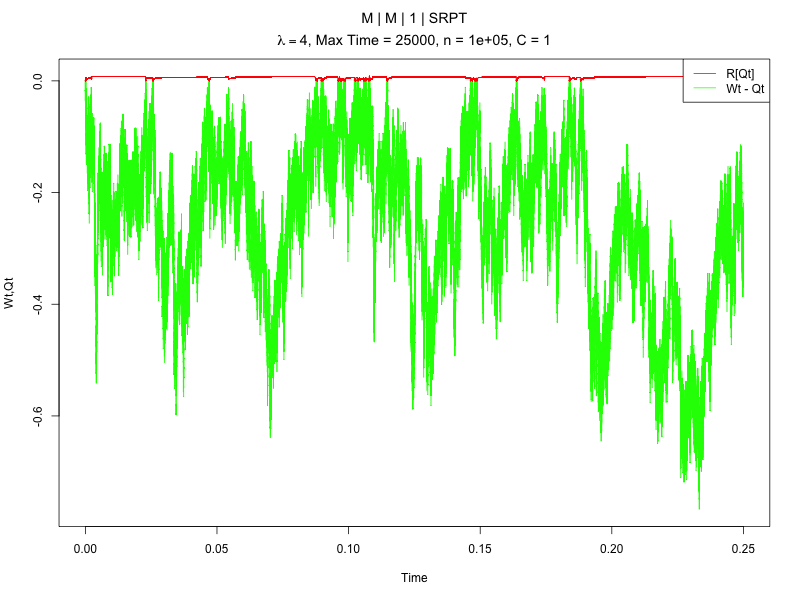 M | M | 1 | SRPT
λ = 4, Max Time = 25000, n = 1e+05, C = 1
R[Qt]
Wt - Qt
Wt,Qt
0.0
-0.2
-0.4
-0.6
0.00 0.05 0.10 0.15 0.20 0.25
Time